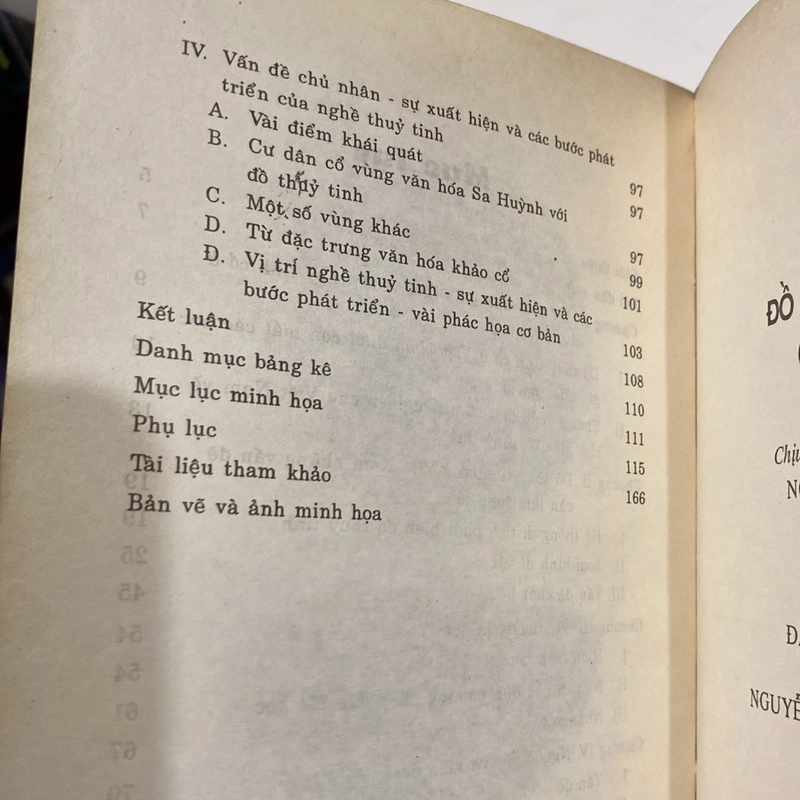 IV. Vấn đề chủ nhân - sự xuất hiện và các bước phát
triển của nghề thuỷ tinh 97
A. Vài điểm khái quát 97
B. Cư dân cổ vùng văn hóa Sa Huỳnh với
đồ thuỷ tinh 97
C. Một số vùng khác 99
D. Từ đặc trưng văn hóa khảo cổ 101
Đ. Vị trí nghề thuỷ tinh - sự xuất hiện và các
bước phát triển - vài phác họa cơ bản 103
Kết luận 108
Danh mục bảng kê 110
Mục lục minh họa 111
Phụ lục 115
Tài liệu tham khảo 166
Bản vẽ và ảnh minh họa
ĐỒ
Chịu